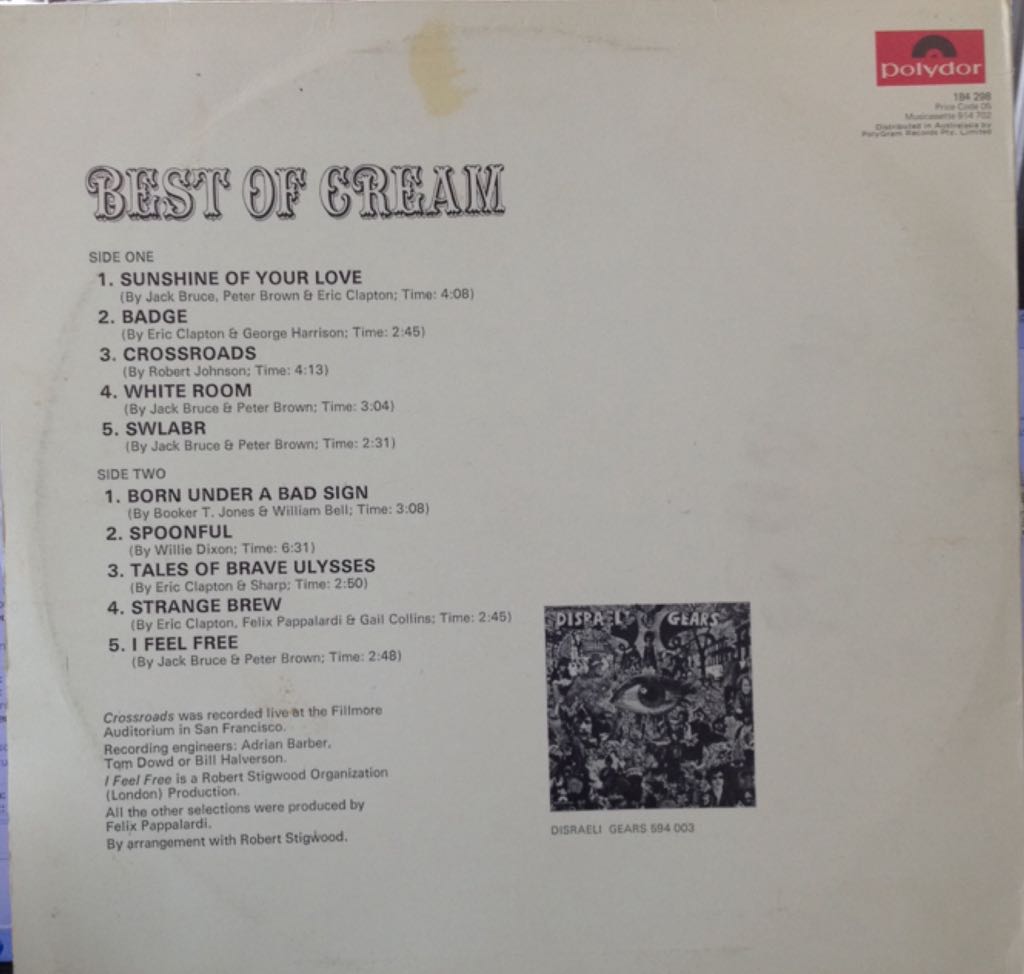 polydor
184 298
Price Code 05
Musicassette 914 702
Distributed in Australasia by
PolyGram Records Pty. Limited
BEST OF CREAM
SIDE ONE
1. SUNSHINE OF YOUR LOVE
(By Jack Bruce, Peter Brown & Eric Clapton; Time: 4:08)
2. BADGE
(By Eric Clapton & George Harrison; Time: 2:45)
3. CROSSROADS
(By Robert Johnson; Time: 4:13)
4. WHITE ROOM
(By Jack Bruce & Peter Brown; Time: 3:04)
5. SWLABR
(By Jack Bruce & Peter Brown; Time: 2:31)
SIDE TWO
1. BORN UNDER A BAD SIGN
(By Booker T. Jones & William Bell; Time: 3:08)
2. SPOONFUL
(By Willie Dixon; Time: 6:31)
3. TALES OF BRAVE ULYSSES
(By Eric Clapton & Sharp; Time: 2:50)
4. STRANGE BREW
(By Eric Clapton, Felix Pappalardi & Gail Collins; Time: 2:45)
5. I FEEL FREE
(By Jack Bruce & Peter Brown; Time: 2:48)
Crossroads was recorded live at the Fillmore
Auditorium in San Francisco.
Recording engineers: Adrian Barber,
Tom Dowd or Bill Halverson.
I Feel Free is a Robert Stigwood Organization
(London) Production.
All the other selections were produced by
Felix Pappalardi.
By arrangement with Robert Stigwood.
DISRAELI GEARS
DISRAELI GEARS 594 003